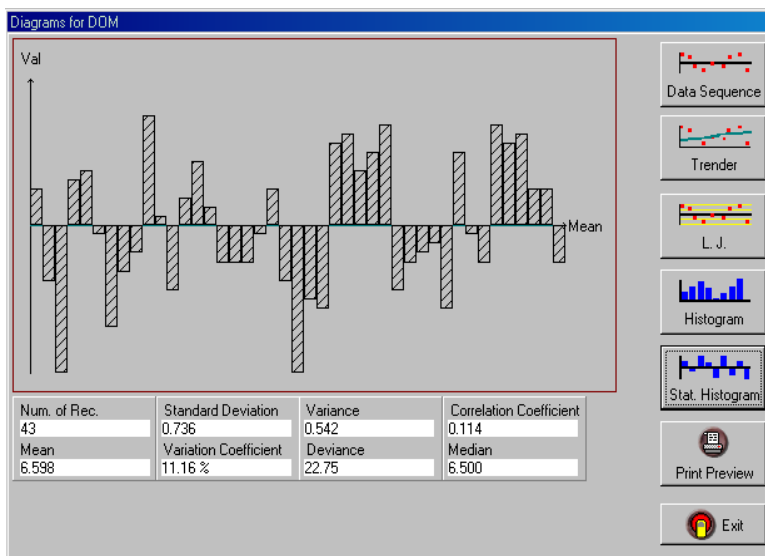 Diagrams for DOM
Val
Mean
Data Sequence
Trender
L. J.
Histogram
Stat. Histogram
Print Preview
Exit
Num. of Rec.
43
Standard Deviation
0.736
Variance
0.542
Correlation Coefficient
0.114
Mean
6.598
Variation Coefficient
11.16 %
Deviance
22.75
Median
6.500